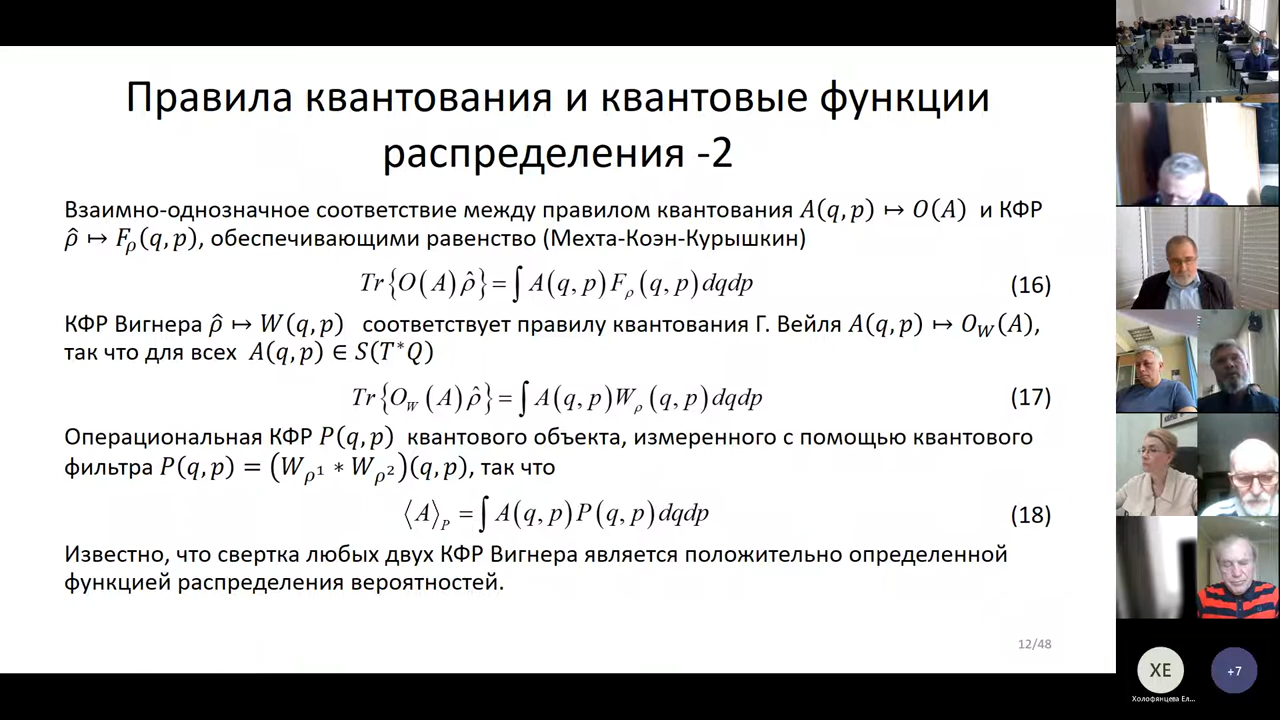 Правила квантования и квантовые функции
распределения -2
Взаимно-однозначное соответствие между правилом квантования A(q, p) ↦ O(A) и КФР
ρ̂ ↦ F_ρ(q, p), обеспечивающими равенство (Мехта-Коэн-Курышкин)
Tr{O(A)ρ̂} = ∫ A(q, p) F_ρ(q, p) dqdp (16)
КФР Вигнера ρ̂ ↦ W(q, p) соответствует правилу квантования Г. Вейля A(q, p) ↦ O_W(A),
так что для всех A(q, p) ∈ S(T*Q)
Tr{O_W(A)ρ̂} = ∫ A(q, p) W_ρ(q, p) dqdp (17)
Операциональная КФР P(q, p) квантового объекта, измеренного с помощью квантового
фильтра P(q, p) = (W_ρ¹ ∗ W_ρ²)(q, p), так что
⟨A⟩_P = ∫ A(q, p) P(q, p) dqdp (18)
Известно, что свертка любых двух КФР Вигнера является положительно определенной
функцией распределения вероятностей.
12/48
ХЕ
+7
Холофянцева Ел...